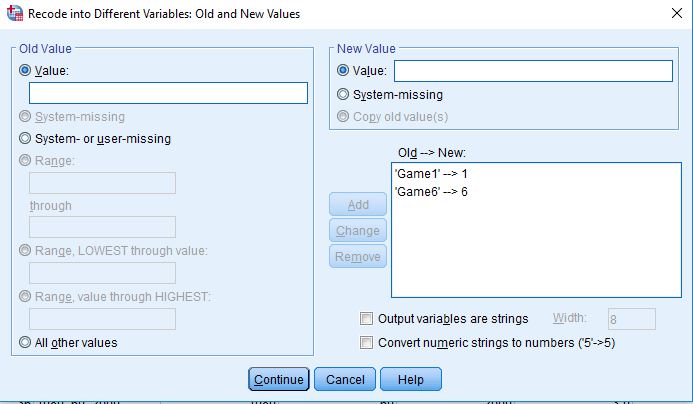 Recode into Different Variables: Old and New Values
Old Value
Value:
System-missing
System- or user-missing
Range:
through
Range, LOWEST through value:
Range, value through HIGHEST:
All other values
New Value
Value:
System-missing
Copy old value(s)
Old --> New:
'Game1' --> 1
'Game6' --> 6
Add
Change
Remove
Output variables are strings
Width:
8
Convert numeric strings to numbers ('5'->5)
Continue
Cancel
Help